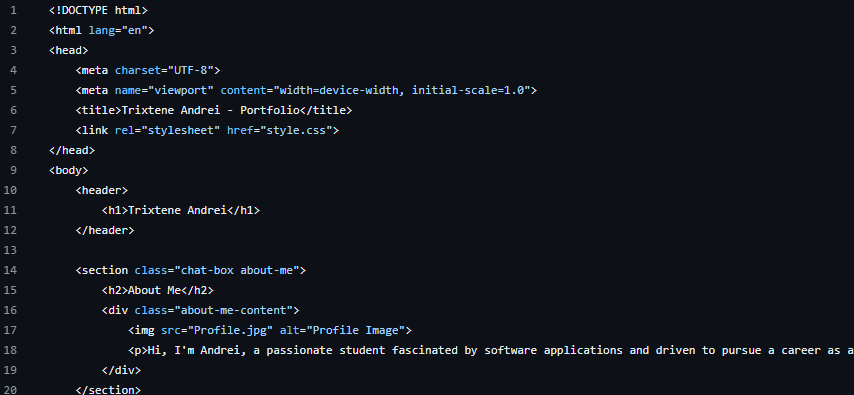 1 <!DOCTYPE html>
2 <html lang="en">
3 <head>
4 <meta charset="UTF-8">
5 <meta name="viewport" content="width=device-width, initial-scale=1.0">
6 <title>Trixtene Andrei - Portfolio</title>
7 <link rel="stylesheet" href="style.css">
8 </head>
9 <body>
10 <header>
11 <h1>Trixtene Andrei</h1>
12 </header>
13
14 <section class="chat-box about-me">
15 <h2>About Me</h2>
16 <div class="about-me-content">
17 <img src="Profile.jpg" alt="Profile Image">
18 <p>Hi, I'm Andrei, a passionate student fascinated by software applications and driven to pursue a career as a
19 </div>
20 </section>